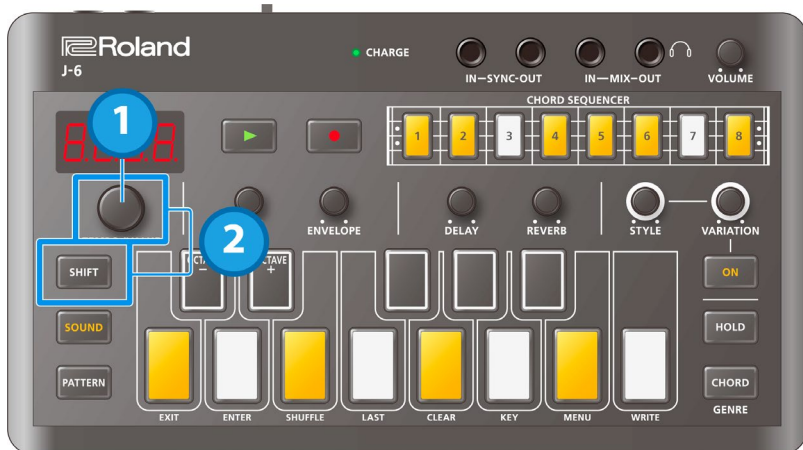 Roland
J-6
CHARGE
IN-SYNC-OUT
IN-MIX-OUT
VOLUME
CHORD SEQUENCER
1
2
3
4
5
6
7
8
1
2
ENVELOPE
DELAY
REVERB
STYLE
VARIATION
SHIFT
OCTAVE
+
ON
SOUND
HOLD
PATTERN
CHORD
EXIT
ENTER
SHUFFLE
LAST
CLEAR
KEY
MENU
WRITE
GENRE